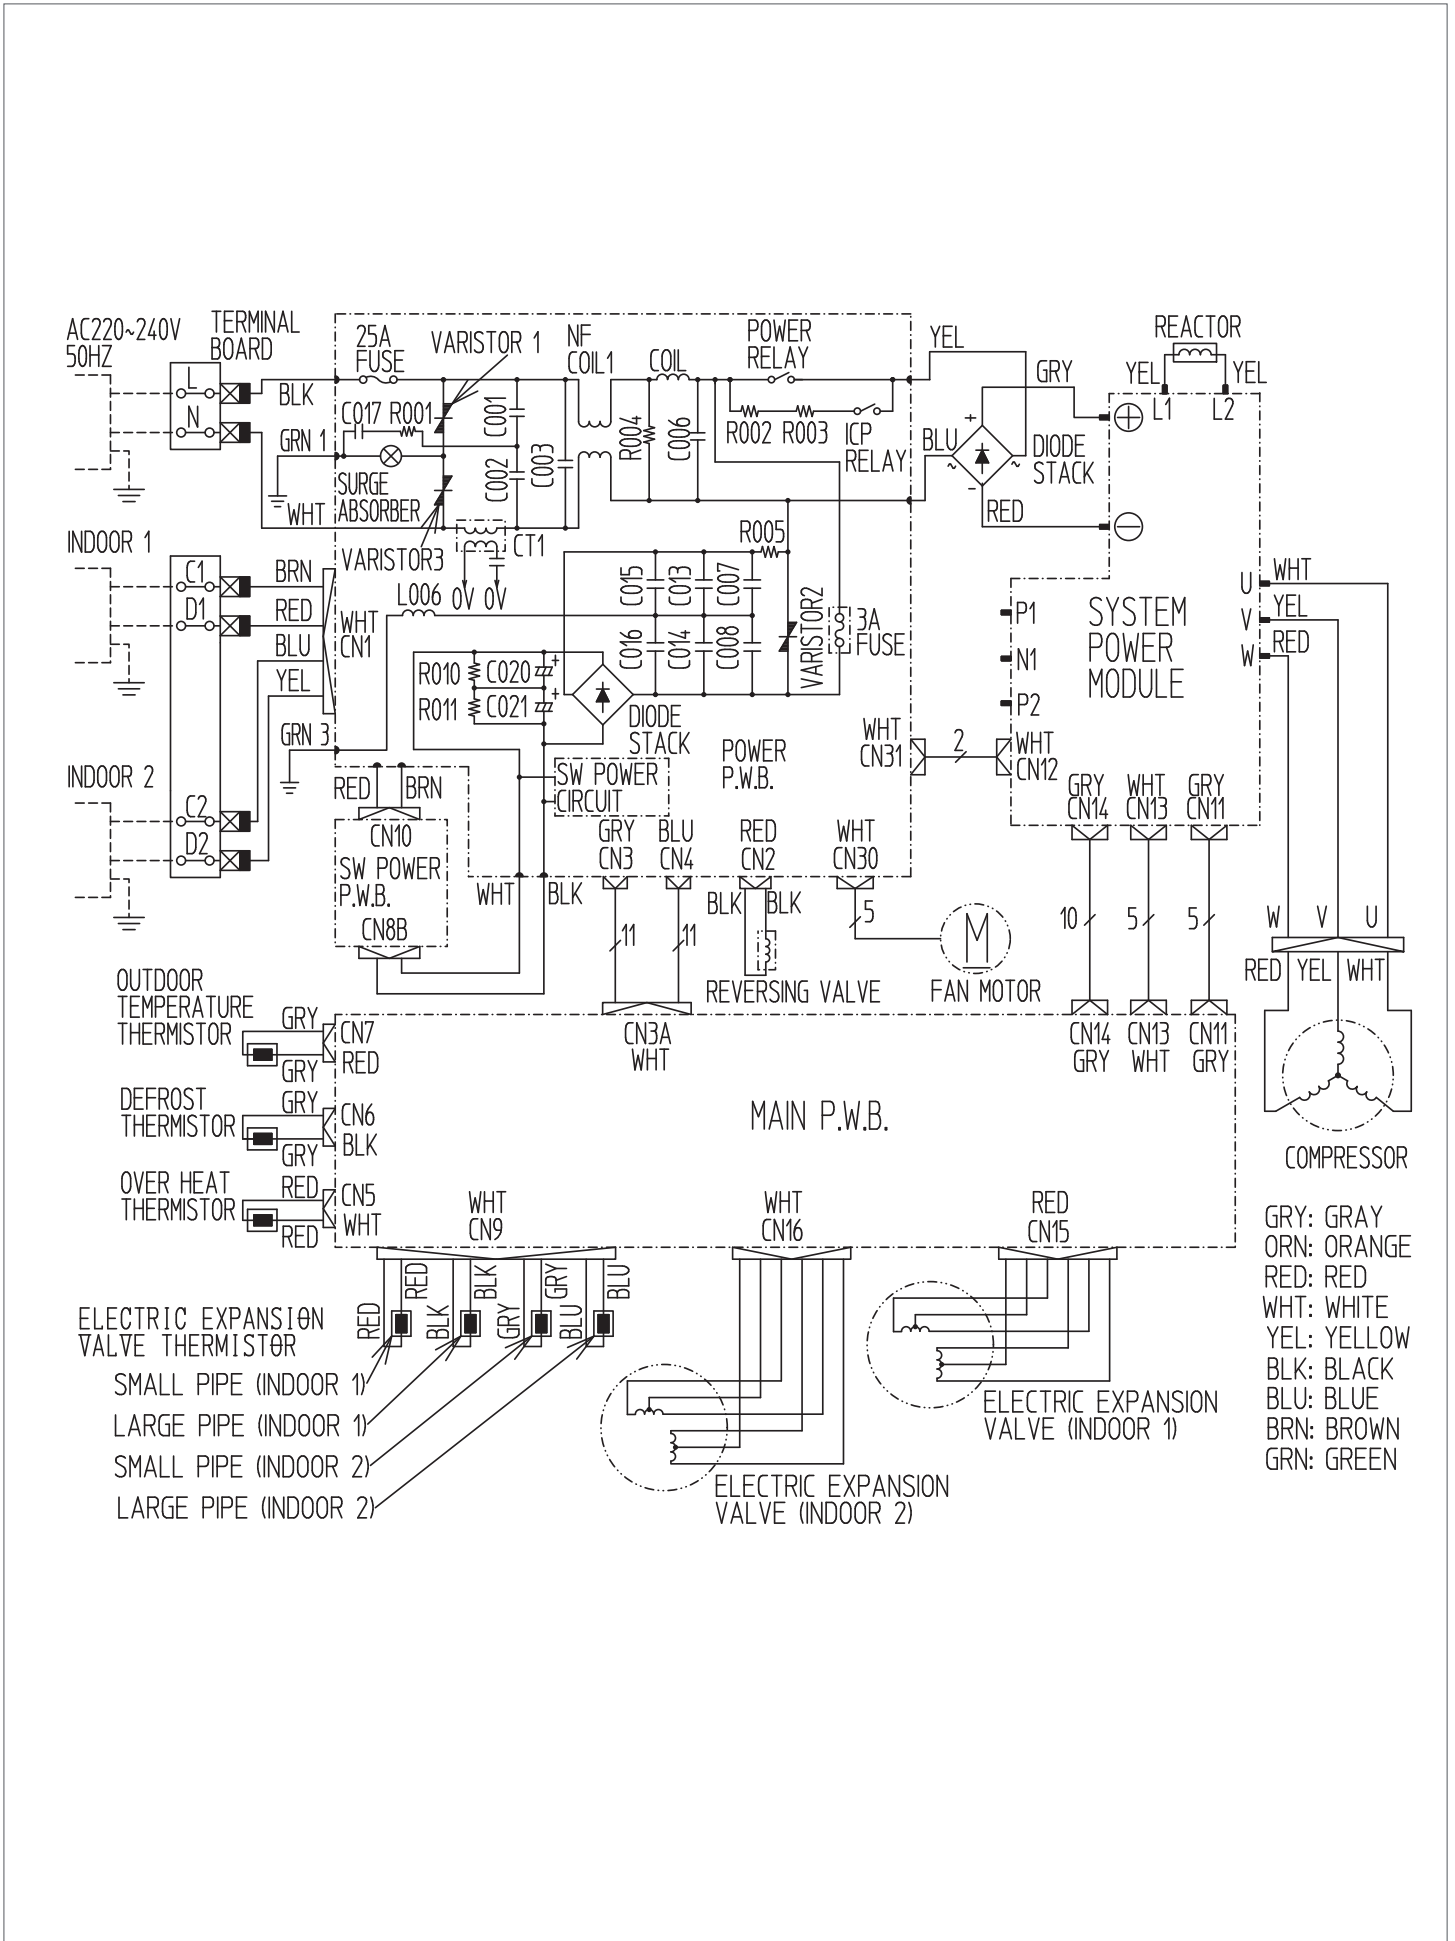 AC220~240V
50HZ
TERMINAL
BOARD
L
N
BLK
GRN 1
WHT
25A
FUSE
VARISTOR 1
C017 R001
SURGE
ABSORBER
VARISTOR3
C001
C002
C003
NF
COIL1
COIL
R004
C006
POWER
RELAY
R002 R003
ICP
RELAY
YEL
BLU
GRY
DIODE
STACK
RED
+
~
~
-
REACTOR
YEL
YEL
L1
L2
+
−
CT1
0V 0V
L006
R005
C015
C013
C007
C016
C014
C008
VARISTOR2
3A
FUSE
INDOOR 1
C1
D1
BRN
RED
BLU
YEL
WHT
CN1
GRN 3
INDOOR 2
C2
D2
R010
R011
C020
C021
+
+
DIODE
STACK
SW POWER
CIRCUIT
POWER
P.W.B.
WHT
CN31
2
WHT
CN12
P1
N1
P2
SYSTEM
POWER
MODULE
U
V
W
WHT
YEL
RED
GRY
CN14
WHT
CN13
GRY
CN11
RED
BRN
CN10
SW POWER
P.W.B.
CN8B
WHT
BLK
GRY
CN3
BLU
CN4
RED
CN2
WHT
CN30
11
11
BLK
BLK
REVERSING VALVE
5
M
FAN MOTOR
10
5
5
W
V
U
RED
YEL
WHT
COMPRESSOR
OUTDOOR
TEMPERATURE
THERMISTOR
GRY
GRY
CN7
RED
DEFROST
THERMISTOR
GRY
GRY
CN6
BLK
OVER HEAT
THERMISTOR
RED
RED
CN5
WHT
CN3A
WHT
CN14
GRY
CN13
WHT
CN11
GRY
MAIN P.W.B.
WHT
CN9
WHT
CN16
RED
CN15
RED
RED
BLK
BLK
GRY
GRY
BLU
BLU
ELECTRIC EXPANSION
VALVE THERMISTOR
SMALL PIPE (INDOOR 1)
LARGE PIPE (INDOOR 1)
SMALL PIPE (INDOOR 2)
LARGE PIPE (INDOOR 2)
ELECTRIC EXPANSION
VALVE (INDOOR 2)
ELECTRIC EXPANSION
VALVE (INDOOR 1)
GRY: GRAY
ORN: ORANGE
RED: RED
WHT: WHITE
YEL: YELLOW
BLK: BLACK
BLU: BLUE
BRN: BROWN
GRN: GREEN